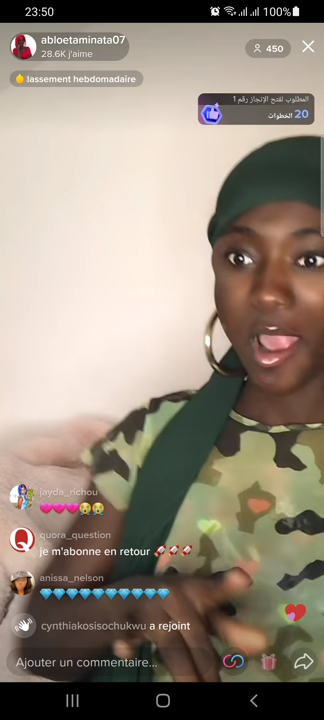 23:50
100%
abloetaminata07
28.6K j'aime
450
lassement hebdomadaire
المطلوب لفتح الإنجاز رقم 1
20 الخطوات
jayda_richou
💗💗💗😭😭
quora_question
je m'abonne en retour 🚀🚀🚀
anissa_nelson
💎💎💎💎💎💎💎💎💎💎
cynthiakosisochukwu a rejoint
Ajouter un commentaire...